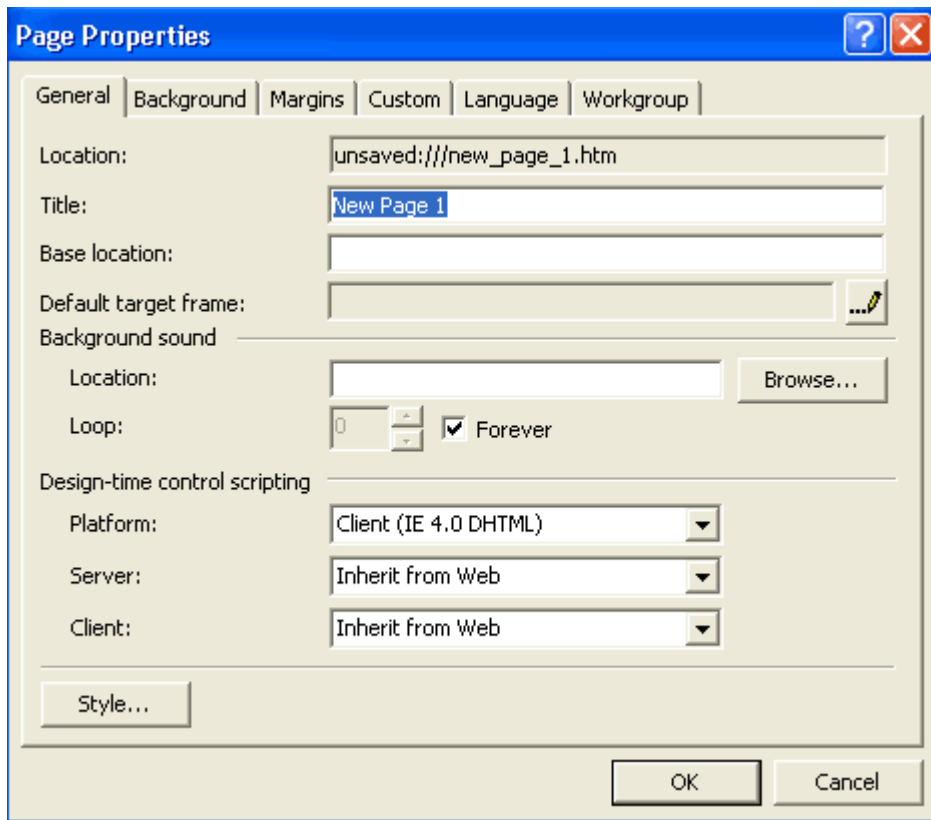 Page Properties
General Background Margins Custom Language Workgroup
Location: unsaved:///new_page_1.htm
Title: New Page 1
Base location:
Default target frame: ...
Background sound
Location: Browse...
Loop: 0 Forever
Design-time control scripting
Platform: Client (IE 4.0 DHTML)
Server: Inherit from Web
Client: Inherit from Web
Style...
OK Cancel